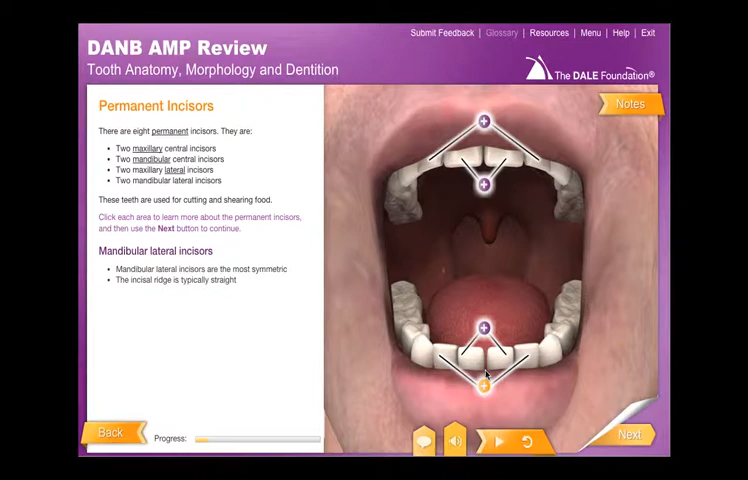 Submit Feedback | Glossary | Resources | Menu | Help | Exit
DANB AMP Review
Tooth Anatomy, Morphology and Dentition
The DALE Foundation®
Permanent Incisors
Notes
There are eight permanent incisors. They are:
• Two maxillary central incisors
• Two mandibular central incisors
• Two maxillary lateral incisors
• Two mandibular lateral incisors
These teeth are used for cutting and shearing food.
Click each area to learn more about the permanent incisors,
and then use the Next button to continue.
Mandibular lateral incisors
• Mandibular lateral incisors are the most symmetric
• The incisal ridge is typically straight
Back
Progress:
Next